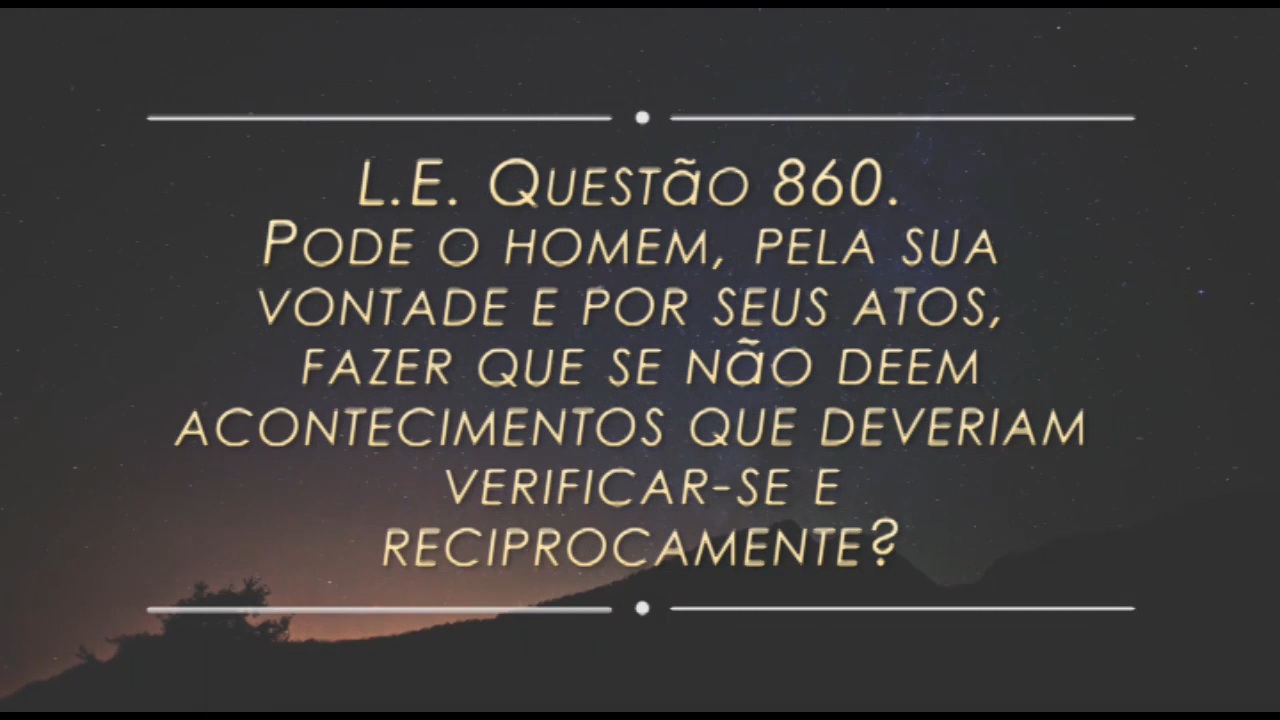 L.E. Questão 860.
Pode o homem, pela sua
vontade e por seus atos,
fazer que se não deem
acontecimentos que deveriam
verificar-se e
reciprocamente?